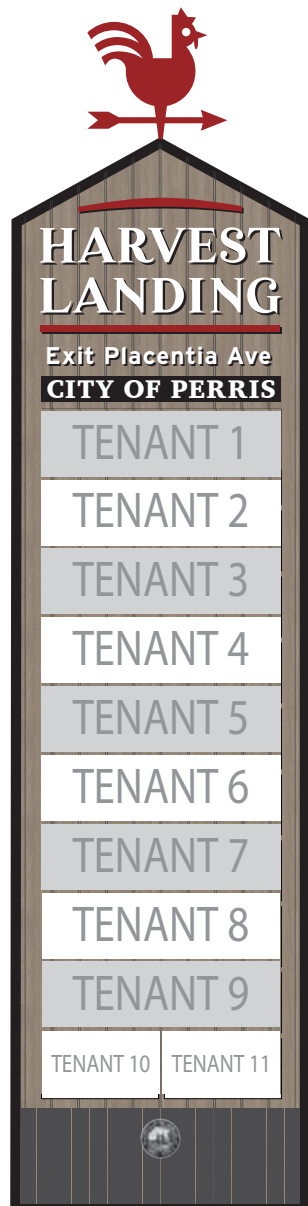 HARVEST
LANDING
Exit Placentia Ave
CITY OF PERRIS
TENANT 1
TENANT 2
TENANT 3
TENANT 4
TENANT 5
TENANT 6
TENANT 7
TENANT 8
TENANT 9
TENANT 10 TENANT 11